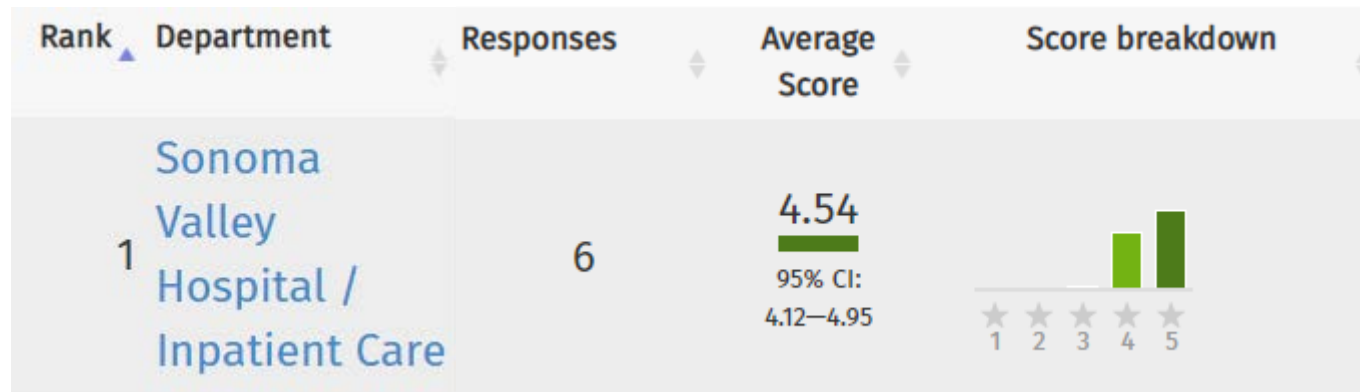 Rank Department Responses Average Score Score breakdown
1 Sonoma Valley Hospital / Inpatient Care
6
4.54
95% CI:
4.12—4.95
1 2 3 4 5